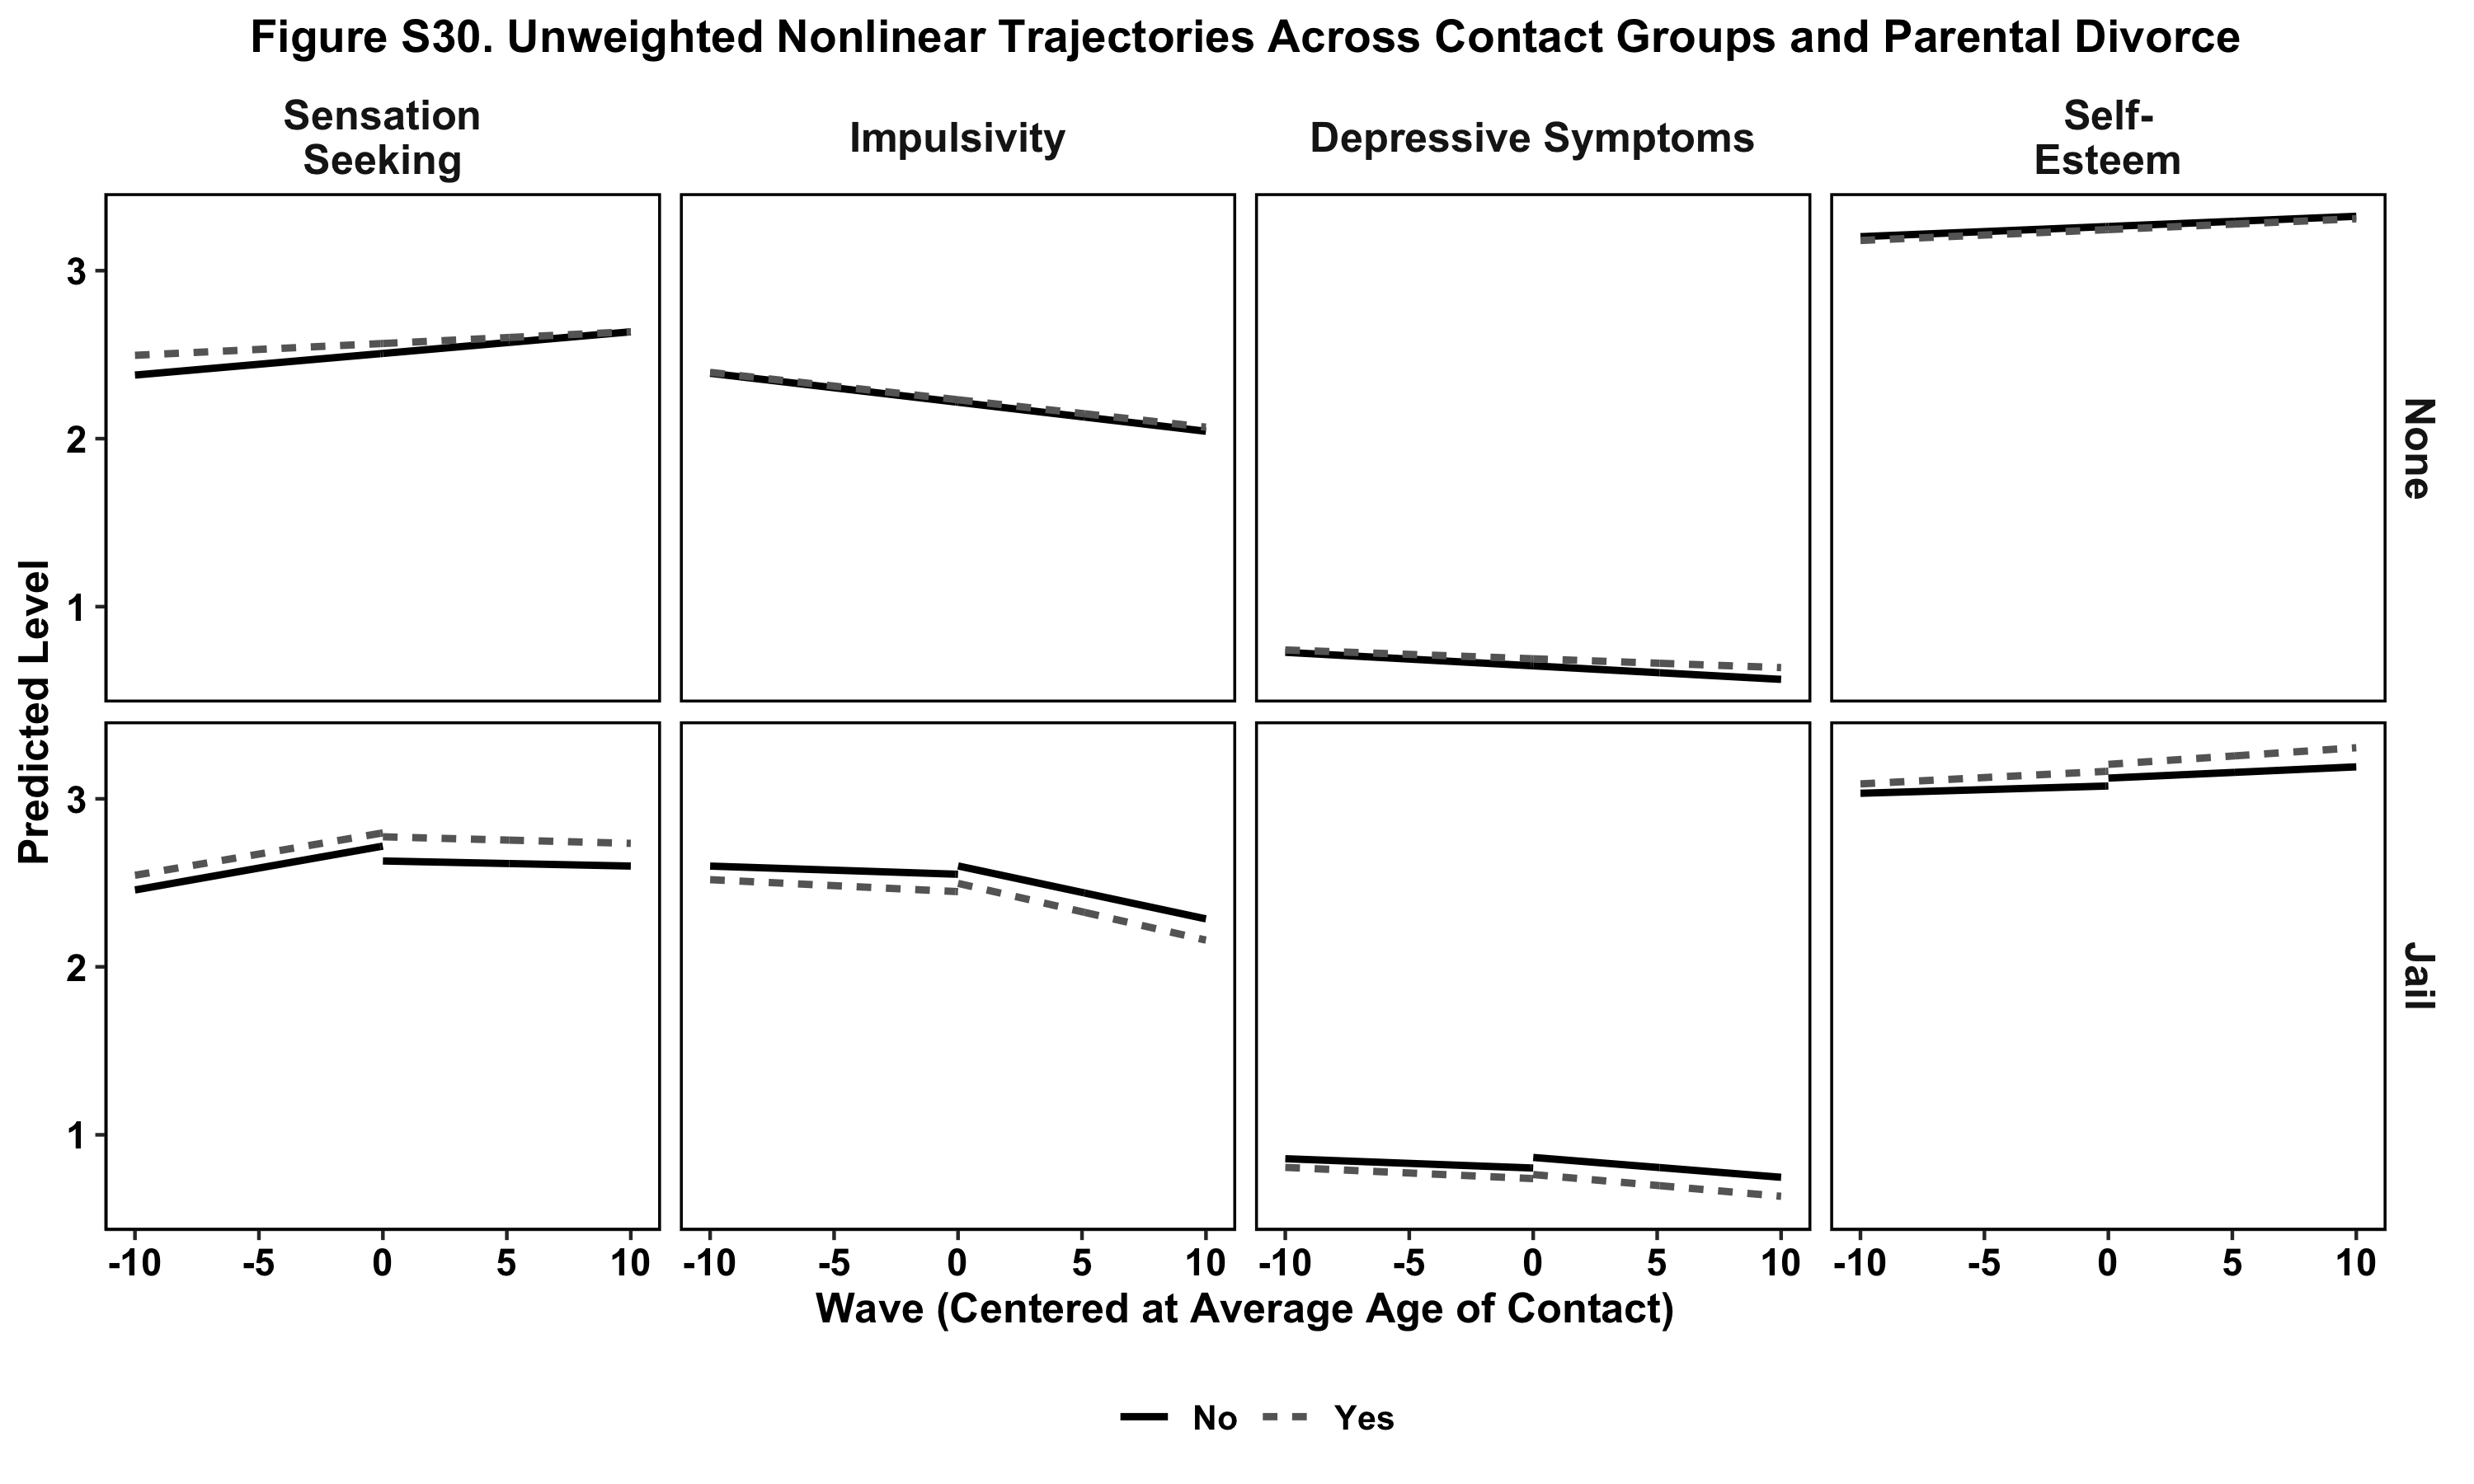 Figure S30. Unweighted Nonlinear Trajectories Across Contact Groups and Parental Divorce
Sensation
Seeking
Impulsivity
Depressive Symptoms
Self-
Esteem
Predicted Level
3
2
1
None
3
2
1
Jail
-10 -5 0 5 10 -10 -5 0 5 10 -10 -5 0 5 10 -10 -5 0 5 10
Wave (Centered at Average Age of Contact)
No Yes